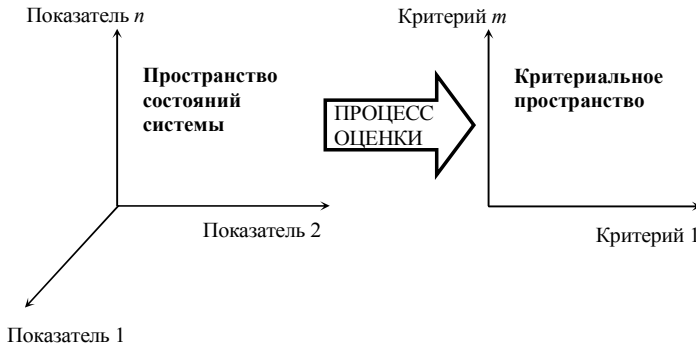 Показатель n
Критерий m
Пространство
состояний
системы
ПРОЦЕСС
ОЦЕНКИ
Критериальное
пространство
Показатель 2
Критерий 1
Показатель 1